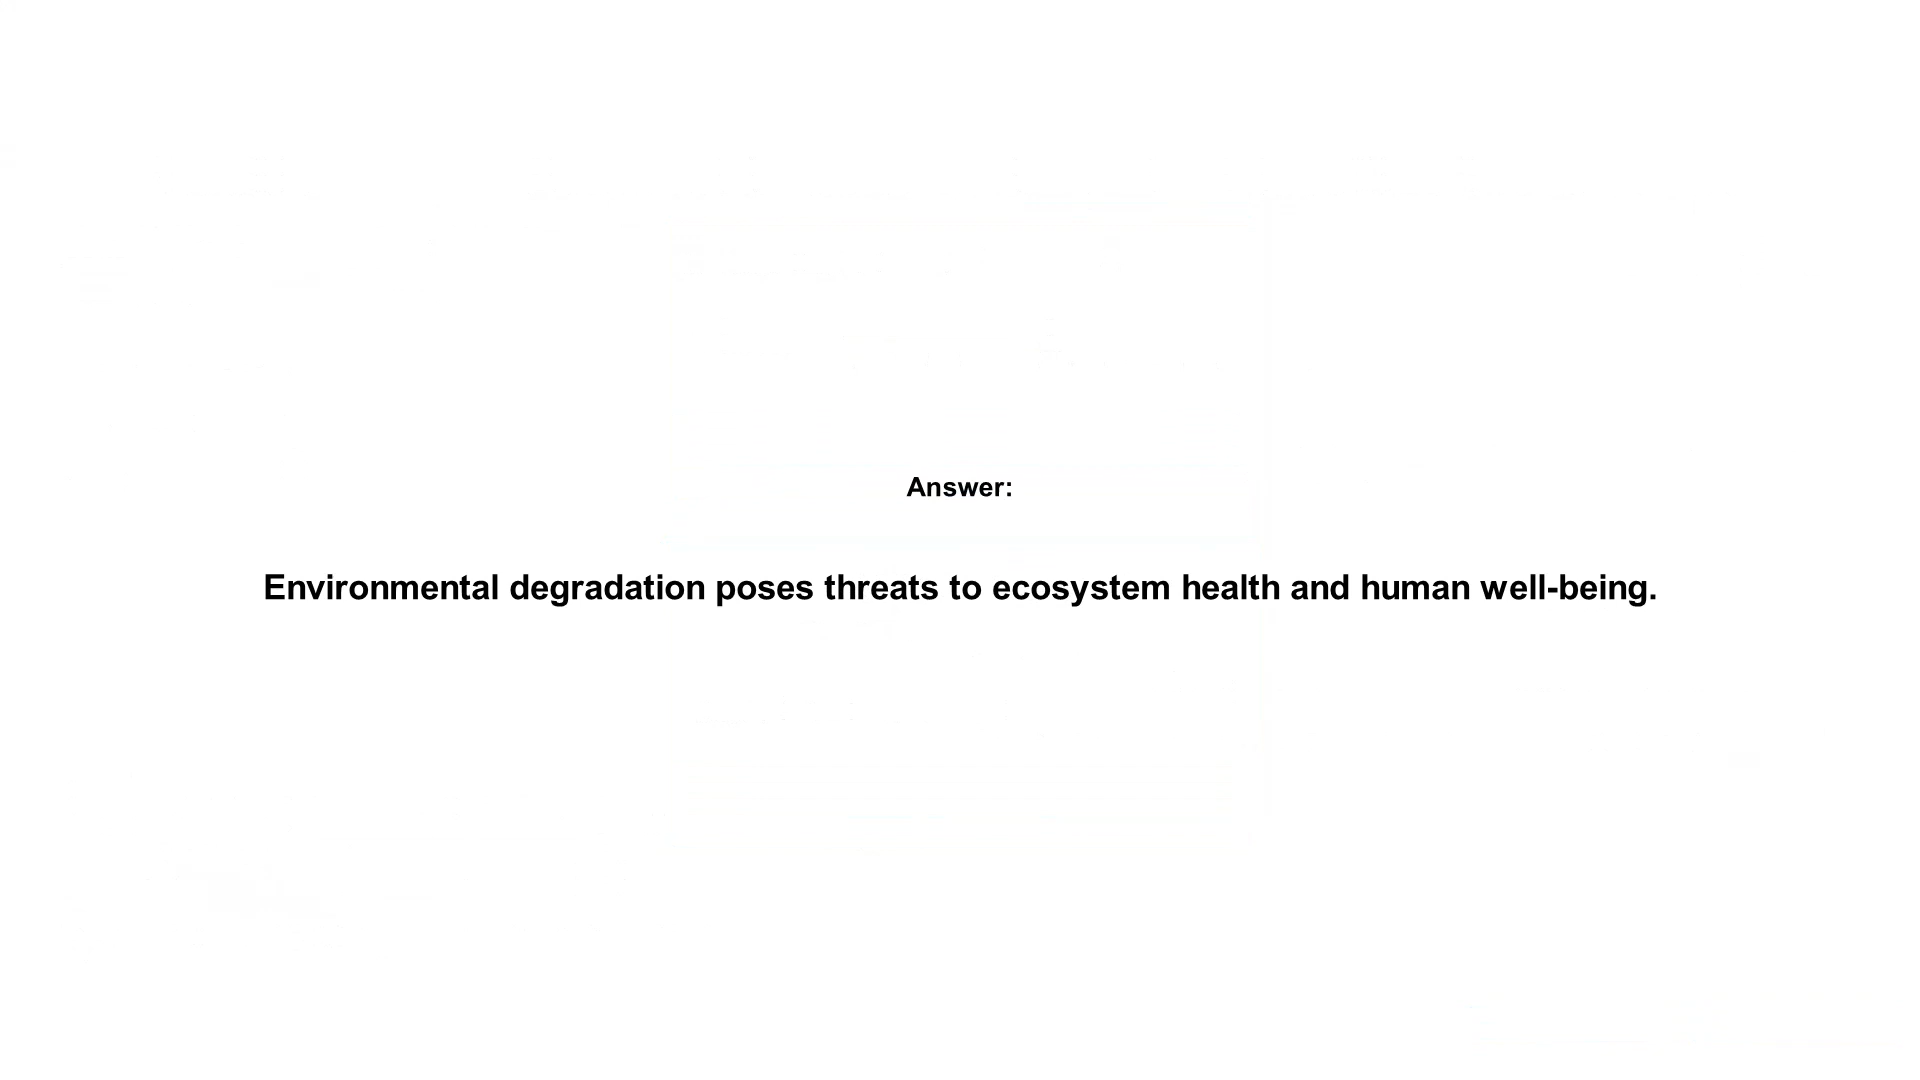 Answer:
Environmental degradation poses threats to ecosystem health and human well-being.